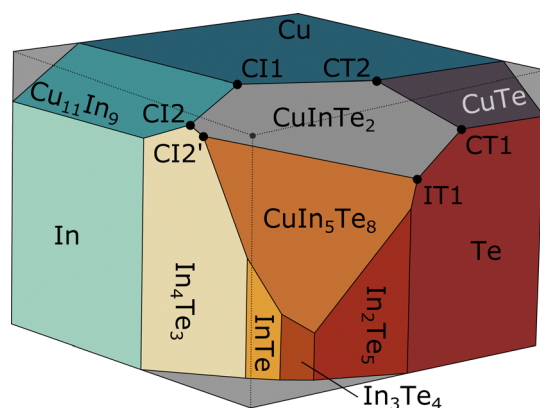 Cu
CI1
CT2
Cu₁₁In₉
CuTe
CI2
CuInTe₂
CI2'
CT1
IT1
CuIn₅Te₈
In
Te
In₄Te₃
In₂Te₅
InTe
In₃Te₄